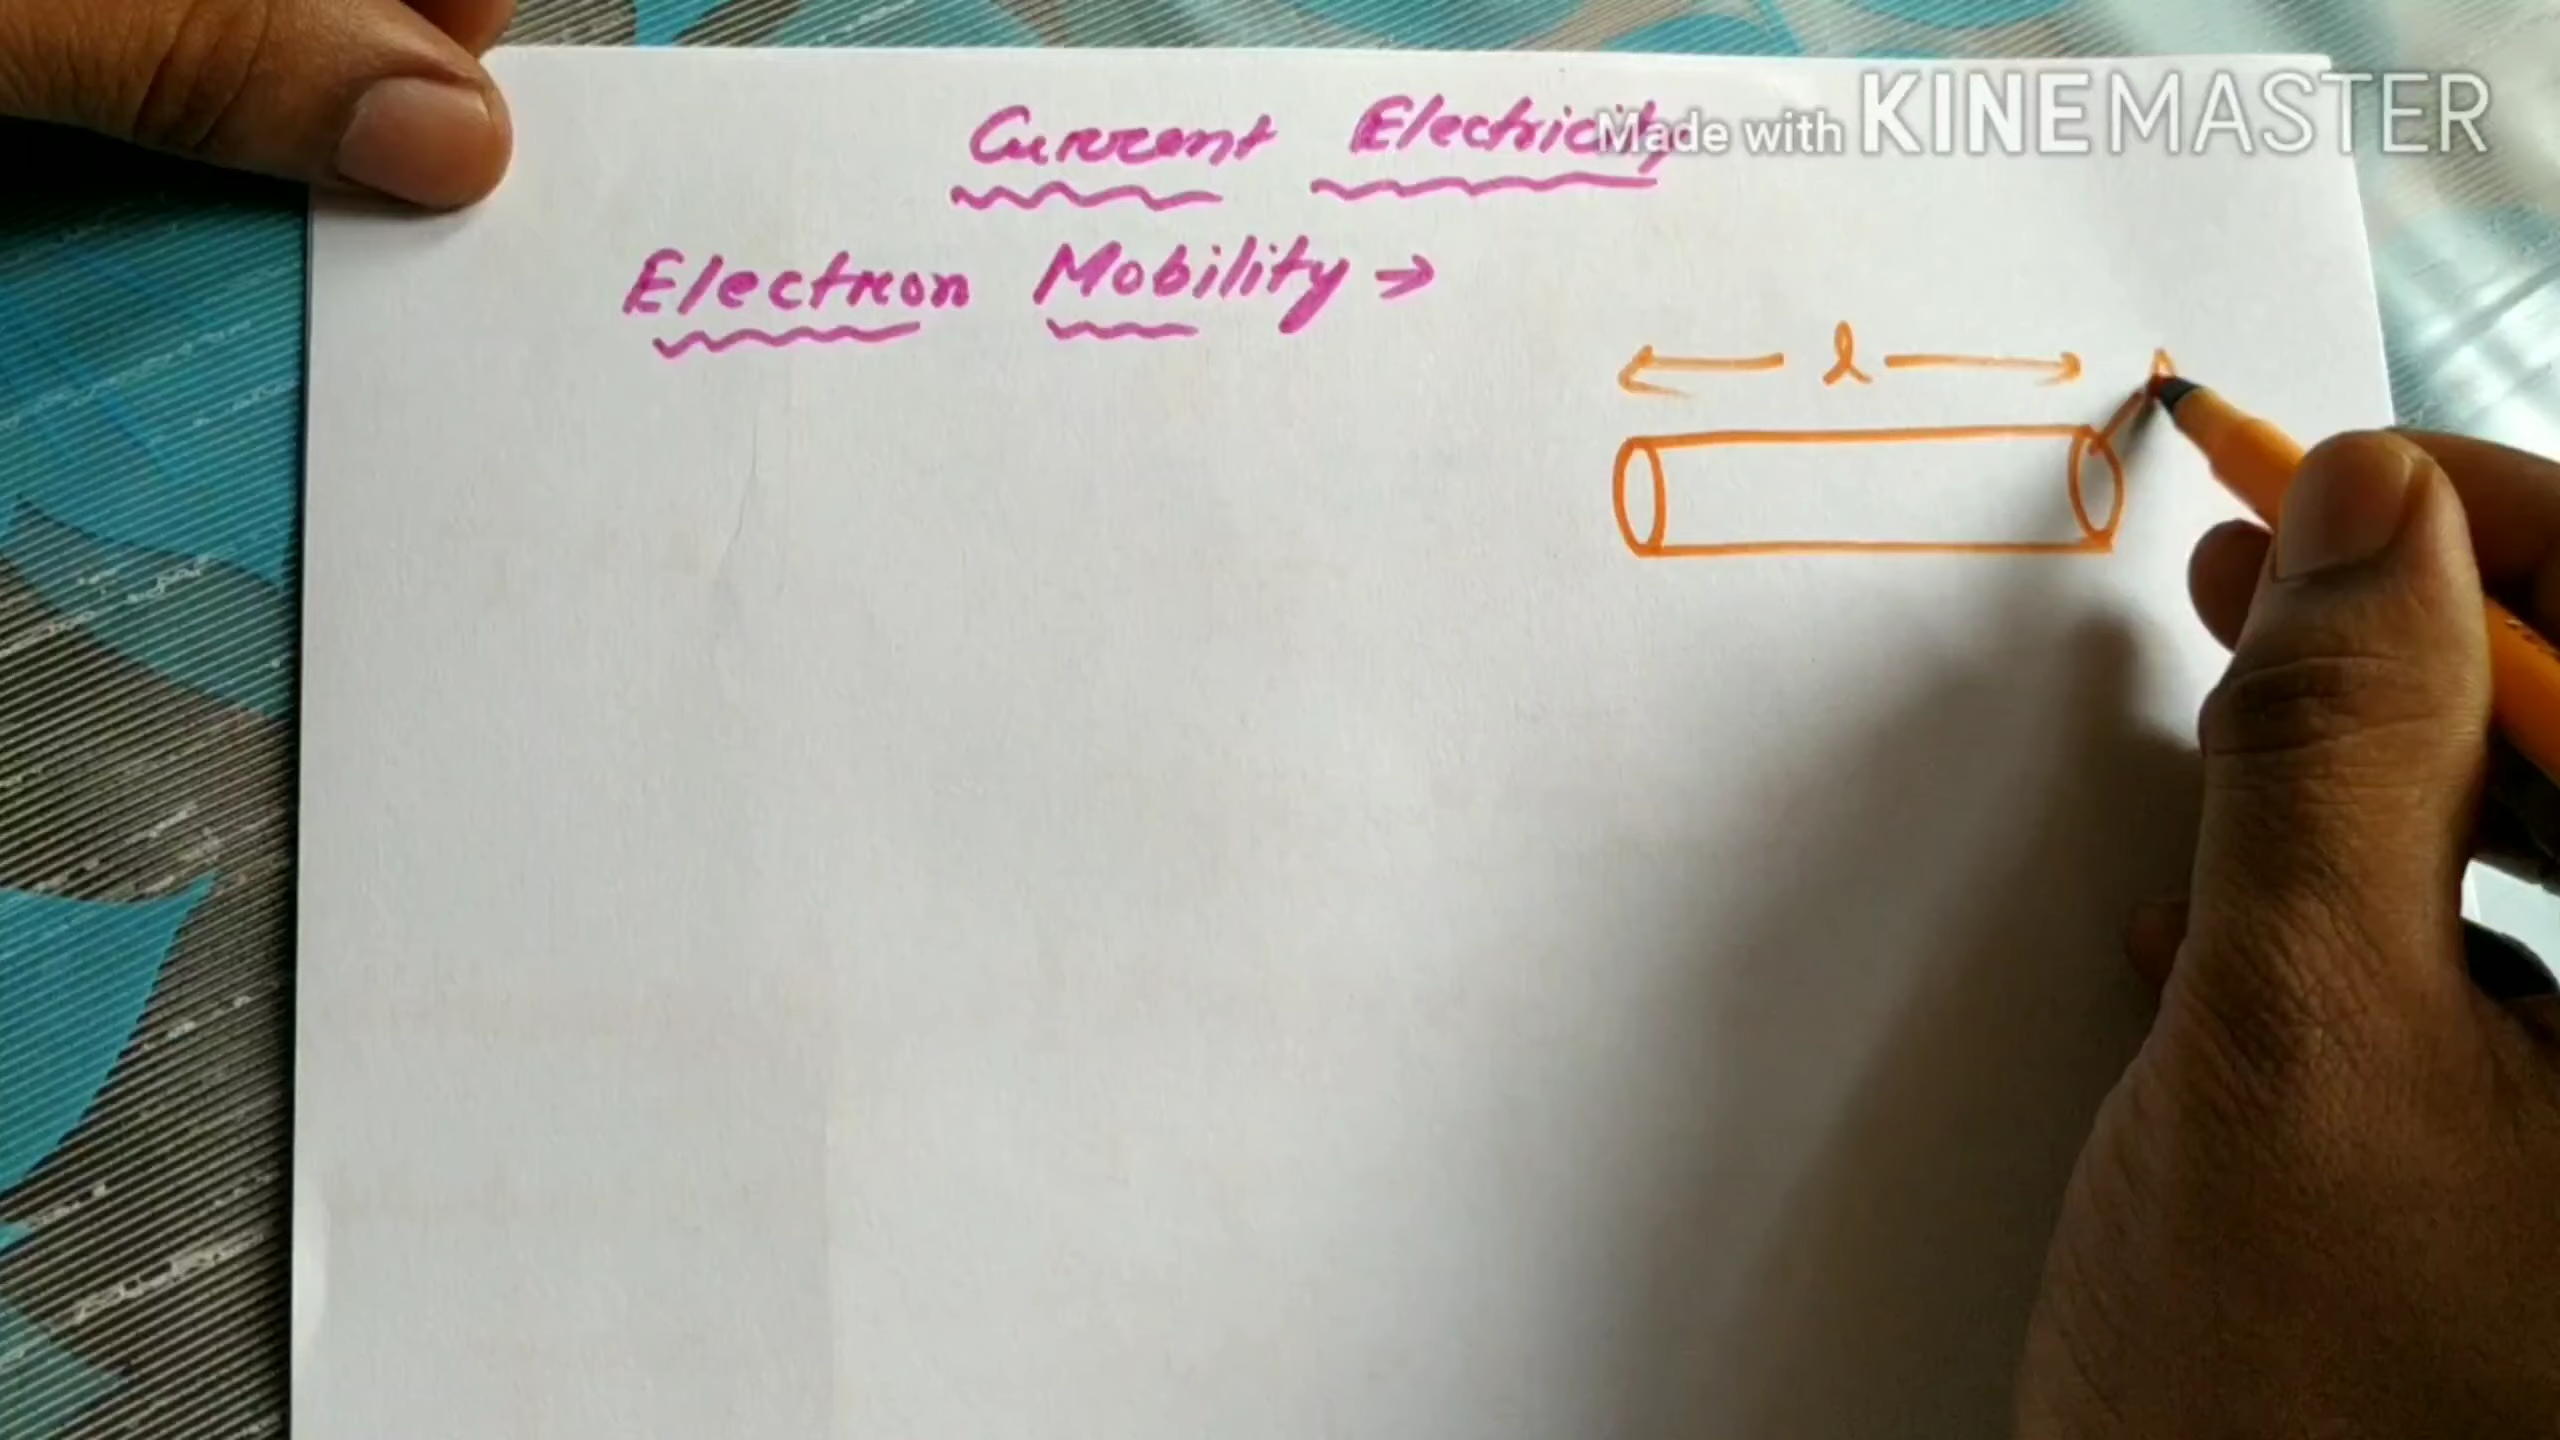 Current Electricity
Made with KINEMASTER
Electron Mobility →
l
A